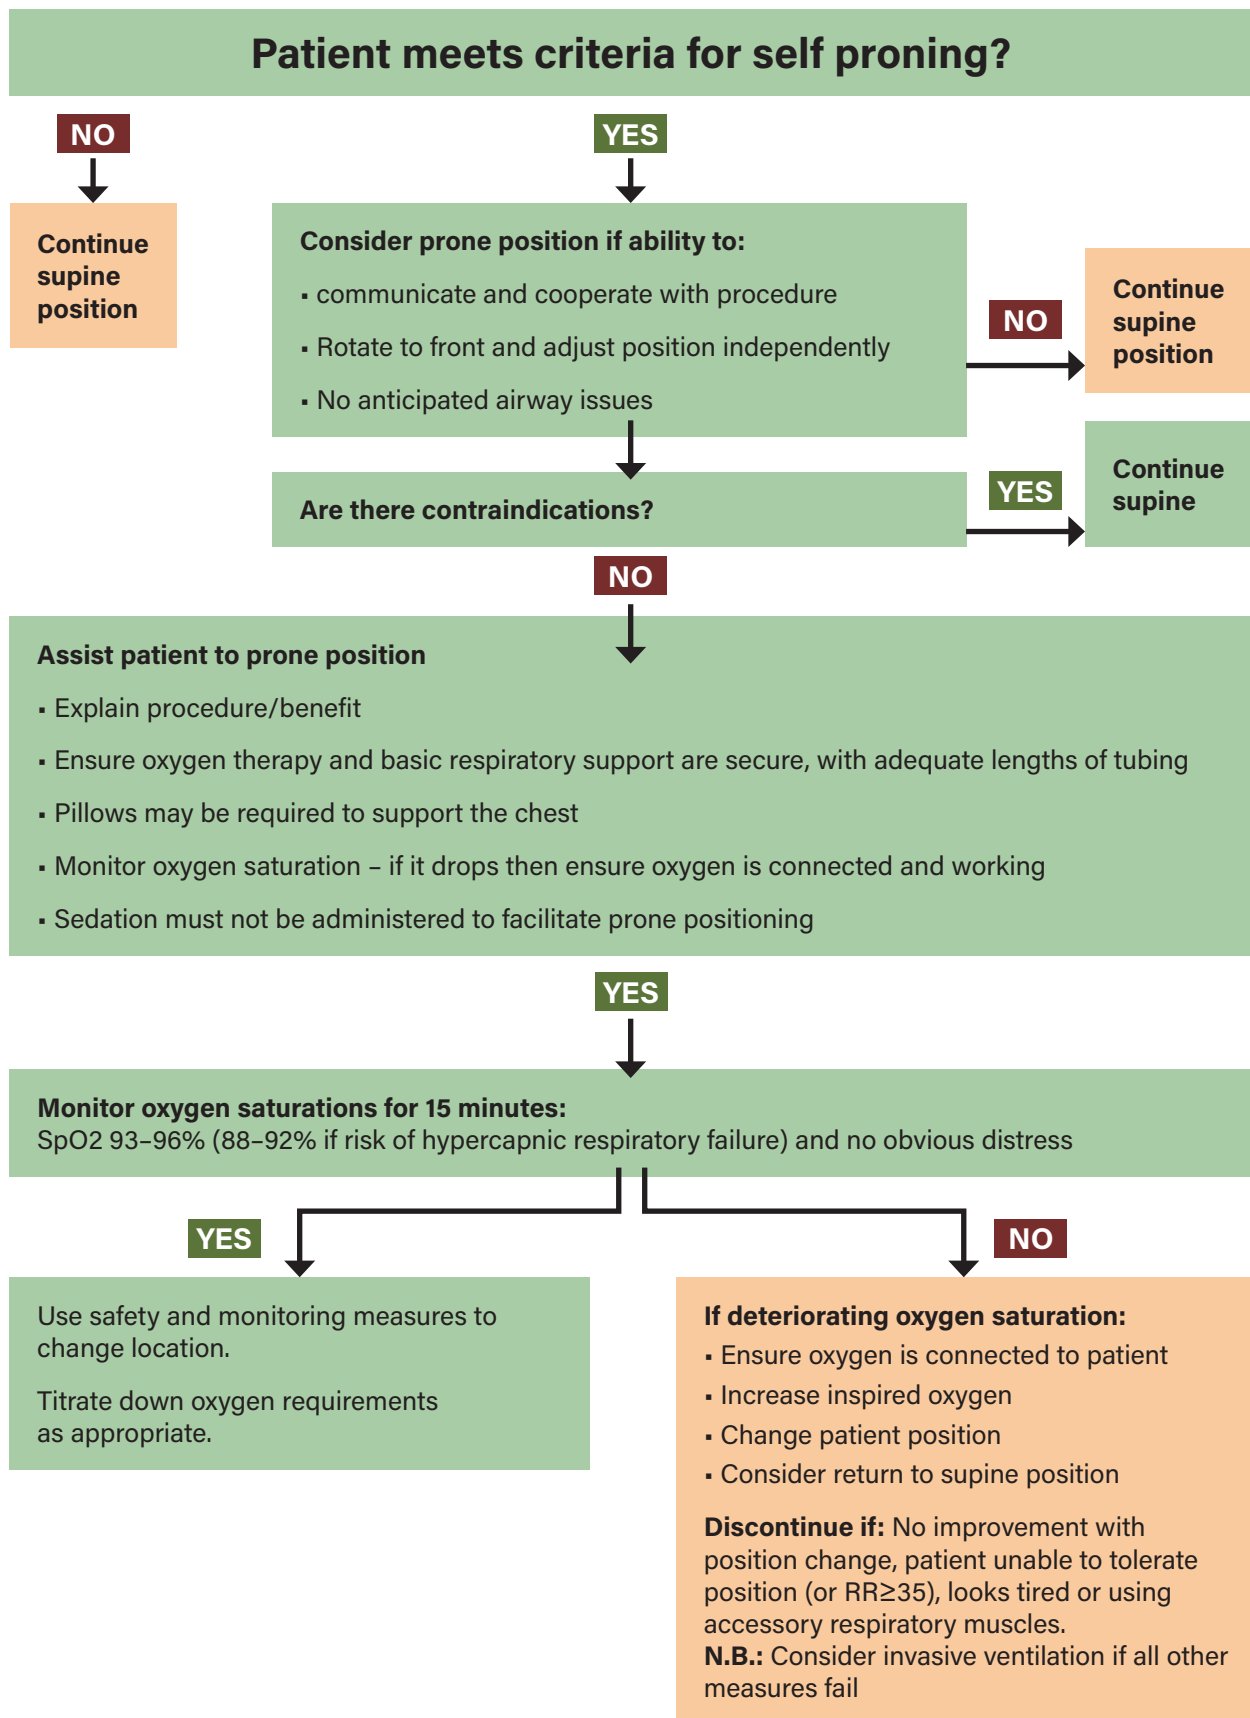 Patient meets criteria for self proning?
NO
YES
Continue
supine
position
Consider prone position if ability to:
▪ communicate and cooperate with procedure
▪ Rotate to front and adjust position independently
▪ No anticipated airway issues
NO
Continue
supine
position
Are there contraindications?
YES
Continue
supine
NO
Assist patient to prone position
▪ Explain procedure/benefit
▪ Ensure oxygen therapy and basic respiratory support are secure, with adequate lengths of tubing
▪ Pillows may be required to support the chest
▪ Monitor oxygen saturation – if it drops then ensure oxygen is connected and working
▪ Sedation must not be administered to facilitate prone positioning
YES
Monitor oxygen saturations for 15 minutes:
SpO2 93–96% (88–92% if risk of hypercapnic respiratory failure) and no obvious distress
YES
NO
Use safety and monitoring measures to
change location.
Titrate down oxygen requirements
as appropriate.
If deteriorating oxygen saturation:
▪ Ensure oxygen is connected to patient
▪ Increase inspired oxygen
▪ Change patient position
▪ Consider return to supine position
Discontinue if: No improvement with
position change, patient unable to tolerate
position (or RR≥35), looks tired or using
accessory respiratory muscles.
N.B.: Consider invasive ventilation if all other
measures fail